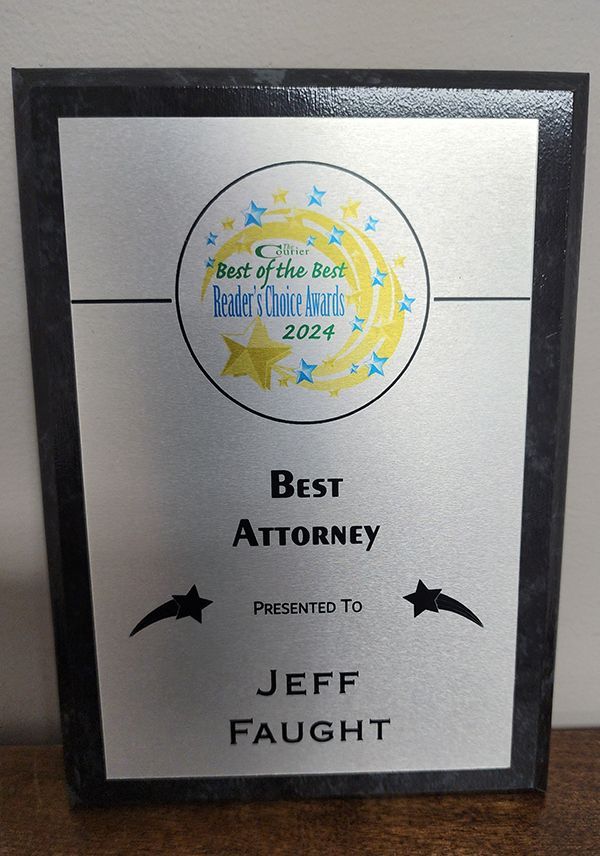 The
Courier
Best of the Best
Reader's Choice Awards
2024
BEST
ATTORNEY
PRESENTED TO
JEFF
FAUGHT